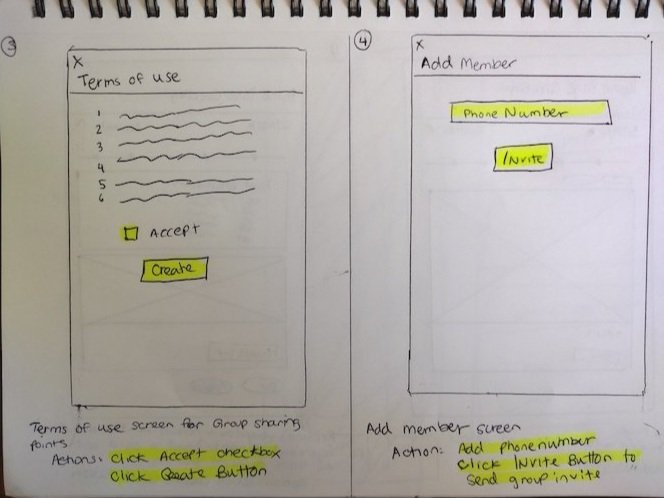 3
X
Terms of use
1
2
3
4
5
6
Accept
Create
Terms of use screen for Group sharing
Points
Actions: Click Accept checkbox
Click Create Button
4
X
Add Member
Phone Number
Invite
Add member screen
Action: Add phonenumber
Click Invite Button to
send group invite